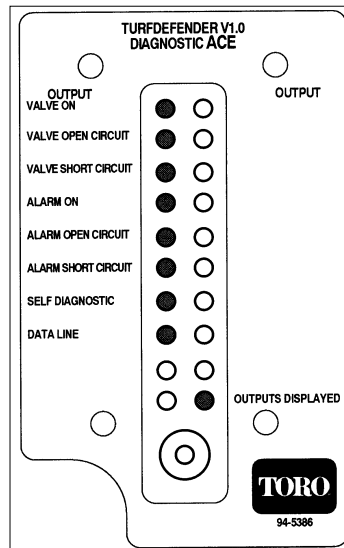 TURFDEFENDER V1.0
DIAGNOSTIC ACE
OUTPUT
OUTPUT
VALVE ON
VALVE OPEN CIRCUIT
VALVE SHORT CIRCUIT
ALARM ON
ALARM OPEN CIRCUIT
ALARM SHORT CIRCUIT
SELF DIAGNOSTIC
DATA LINE
OUTPUTS DISPLAYED
TORO
94-5386